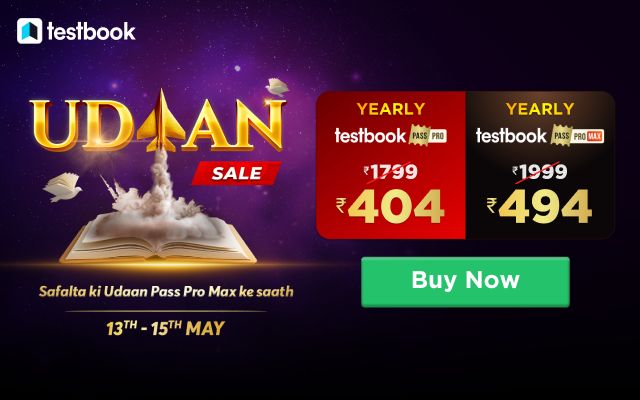 testbook
UDAAN
SALE
Safalta ki Udaan Pass Pro Max ke saath
13TH - 15TH MAY
YEARLY
testbook PASS PRO
₹1799
₹404
YEARLY
testbook PASS PRO MAX
₹1999
₹494
Buy Now